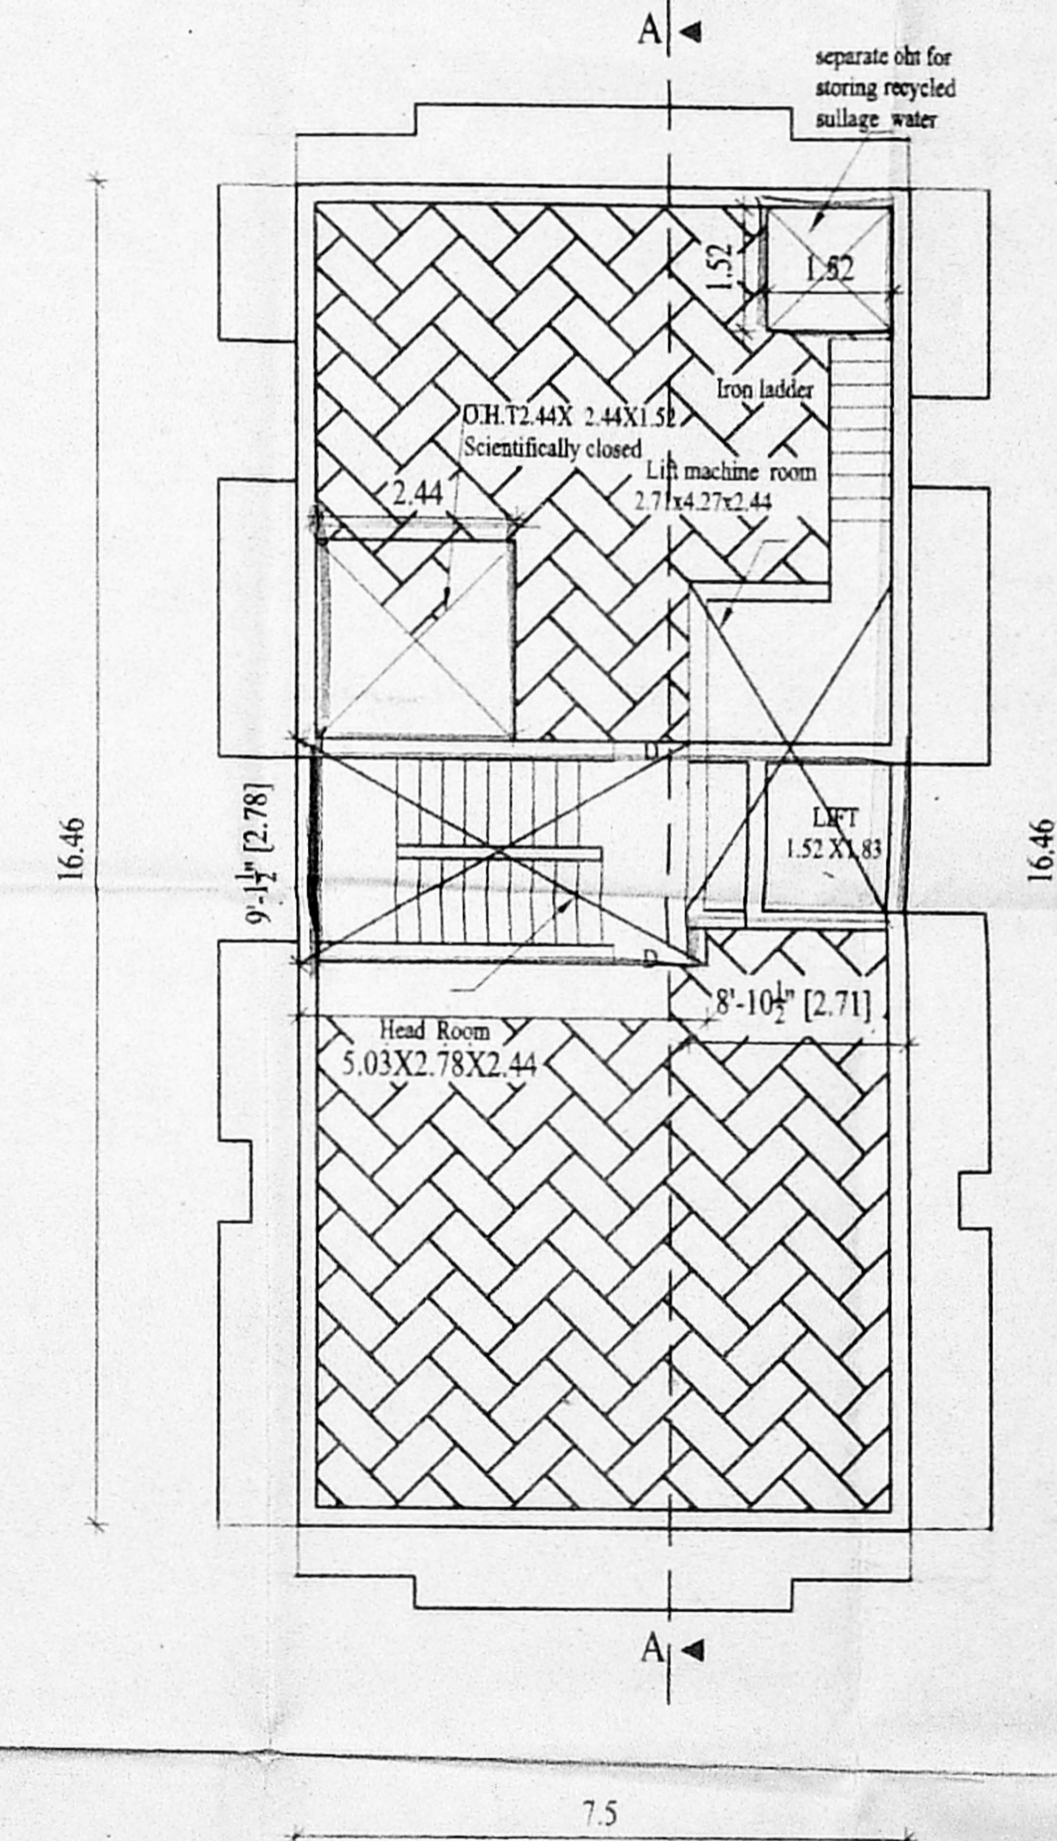 A
separate oht for
storing recycled
sullage water
1.52
1.52
Iron ladder
O.H.T2.44X 2.44X1.52
Scientifically closed
Lift machine room
2.71x4.27x2.44
2.44
D
LIFT
1.52 X1.83
9'-1½" [2.78]
16.46
16.46
D
8'-10½" [2.71]
Head Room
5.03X2.78X2.44
A
7.5